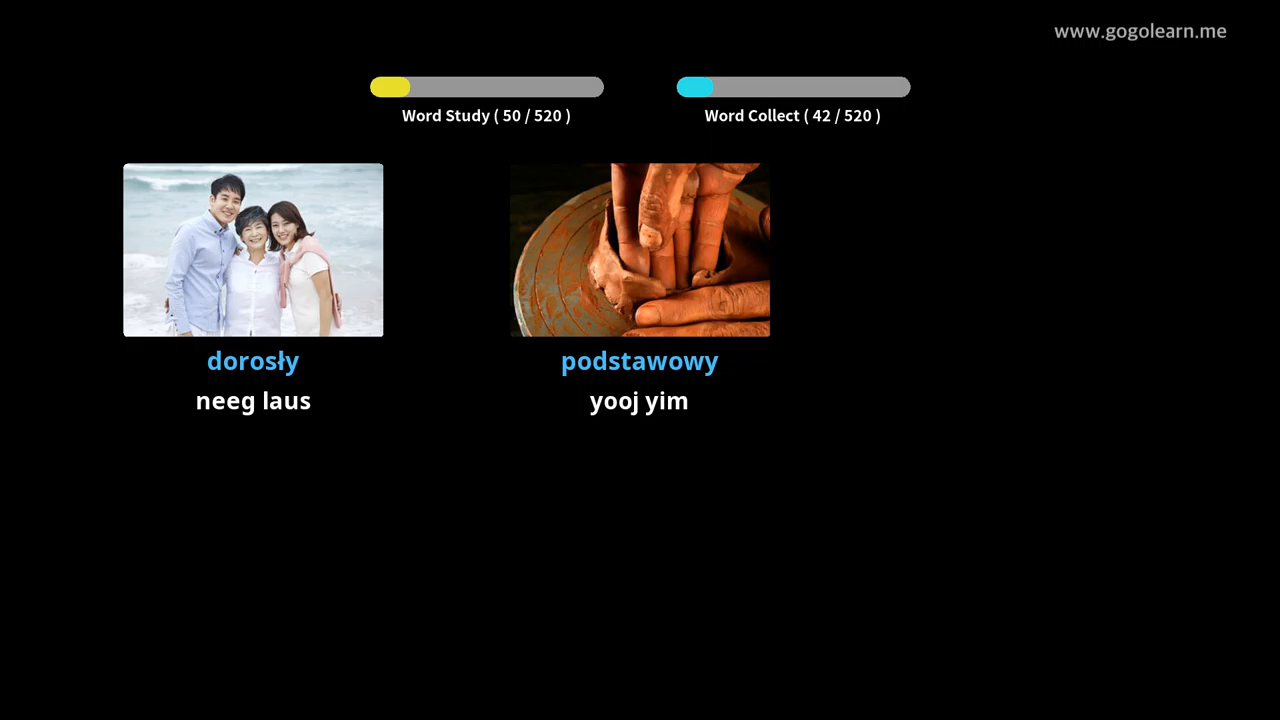 www.gogolearn.me
Word Study ( 50 / 520 )
Word Collect ( 42 / 520 )
dorosły
neeg laus
podstawowy
yooj yim